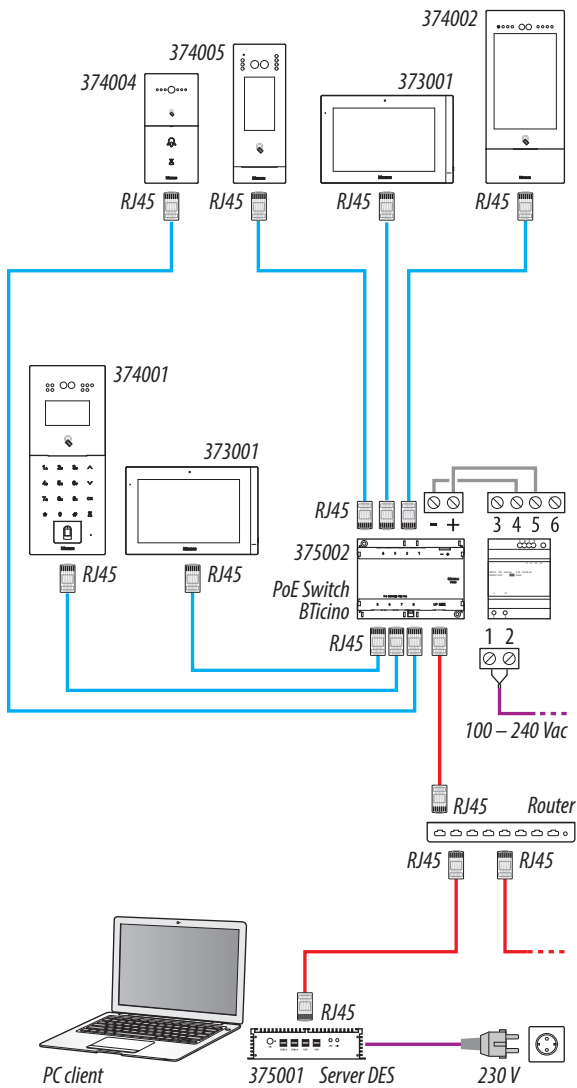 374002
374005
374004
373001
RJ45
RJ45
RJ45
RJ45
374001
373001
RJ45
- +
3 4 5 6
375002
PoE Switch
BTicino
RJ45
RJ45
RJ45
1 2
100 – 240 Vac
RJ45
Router
RJ45
RJ45
RJ45
PC client
375001
Server DES
230 V